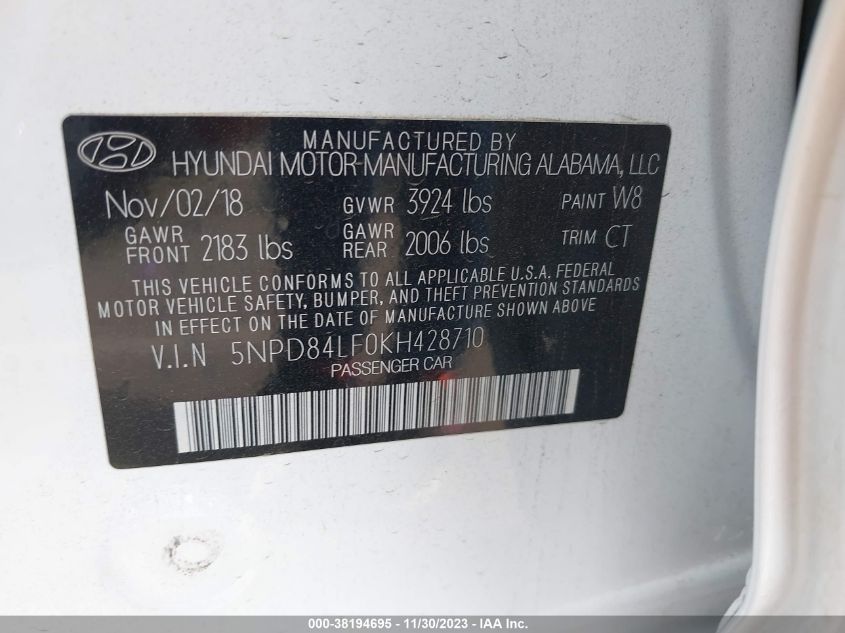 MANUFACTURED BY
HYUNDAI MOTOR MANUFACTURING ALABAMA, LLC
Nov/02/18 GVWR 3924 lbs PAINT W8
GAWR FRONT 2183 lbs GAWR REAR 2006 lbs TRIM CT
THIS VEHICLE CONFORMS TO ALL APPLICABLE U.S.A. FEDERAL
MOTOR VEHICLE SAFETY, BUMPER, AND THEFT PREVENTION STANDARDS
IN EFFECT ON THE DATE OF MANUFACTURE SHOWN ABOVE
V.I.N 5NPD84LF0KH428710
PASSENGER CAR
000-38194695 - 11/30/2023 - IAA Inc.